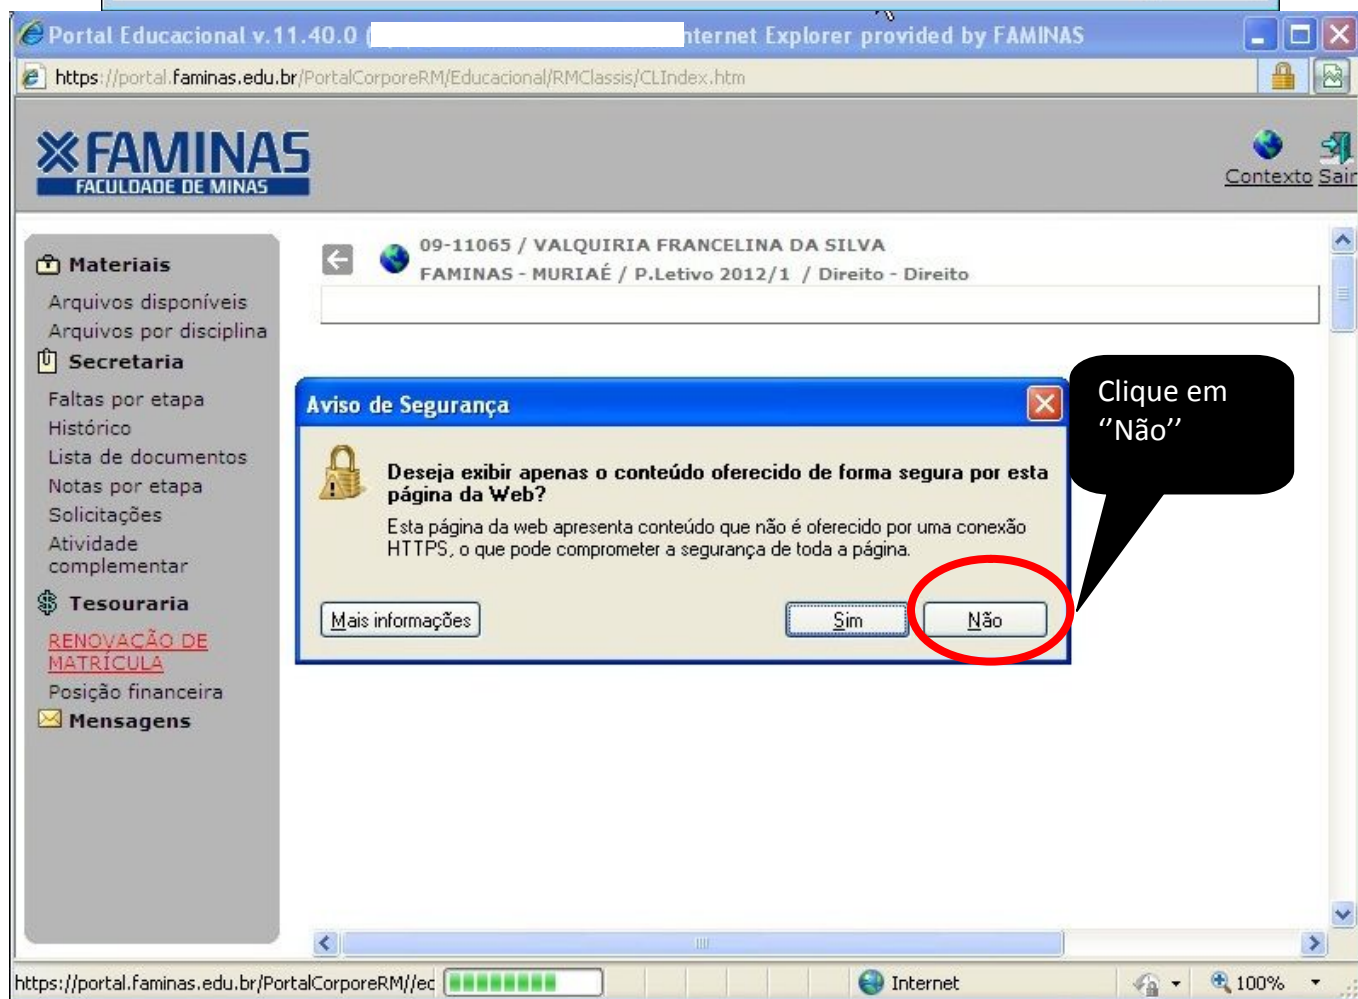 Portal Educacional v.11.40.0 (
nternet Explorer provided by FAMINAS
https://portal.faminas.edu.br/PortalCorporeRM/Educacional/RMClassis/CLIndex.htm
FAMINAS
FACULDADE DE MINAS
Contexto Sair
Materiais
Arquivos disponíveis
Arquivos por disciplina
Secretaria
Faltas por etapa
Histórico
Lista de documentos
Notas por etapa
Solicitações
Atividade
complementar
Tesouraria
RENOVAÇÃO DE
MATRÍCULA
Posição financeira
Mensagens
09-11065 / VALQUIRIA FRANCELINA DA SILVA
FAMINAS - MURIAÉ / P.Letivo 2012/1 / Direito - Direito
Aviso de Segurança
Deseja exibir apenas o conteúdo oferecido de forma segura por esta
página da Web?
Esta página da web apresenta conteúdo que não é oferecido por uma conexão
HTTPS, o que pode comprometer a segurança de toda a página.
Mais informações
Sim
Não
Clique em
‘’Não’’
https://portal.faminas.edu.br/PortalCorporeRM//ec
Internet
100%